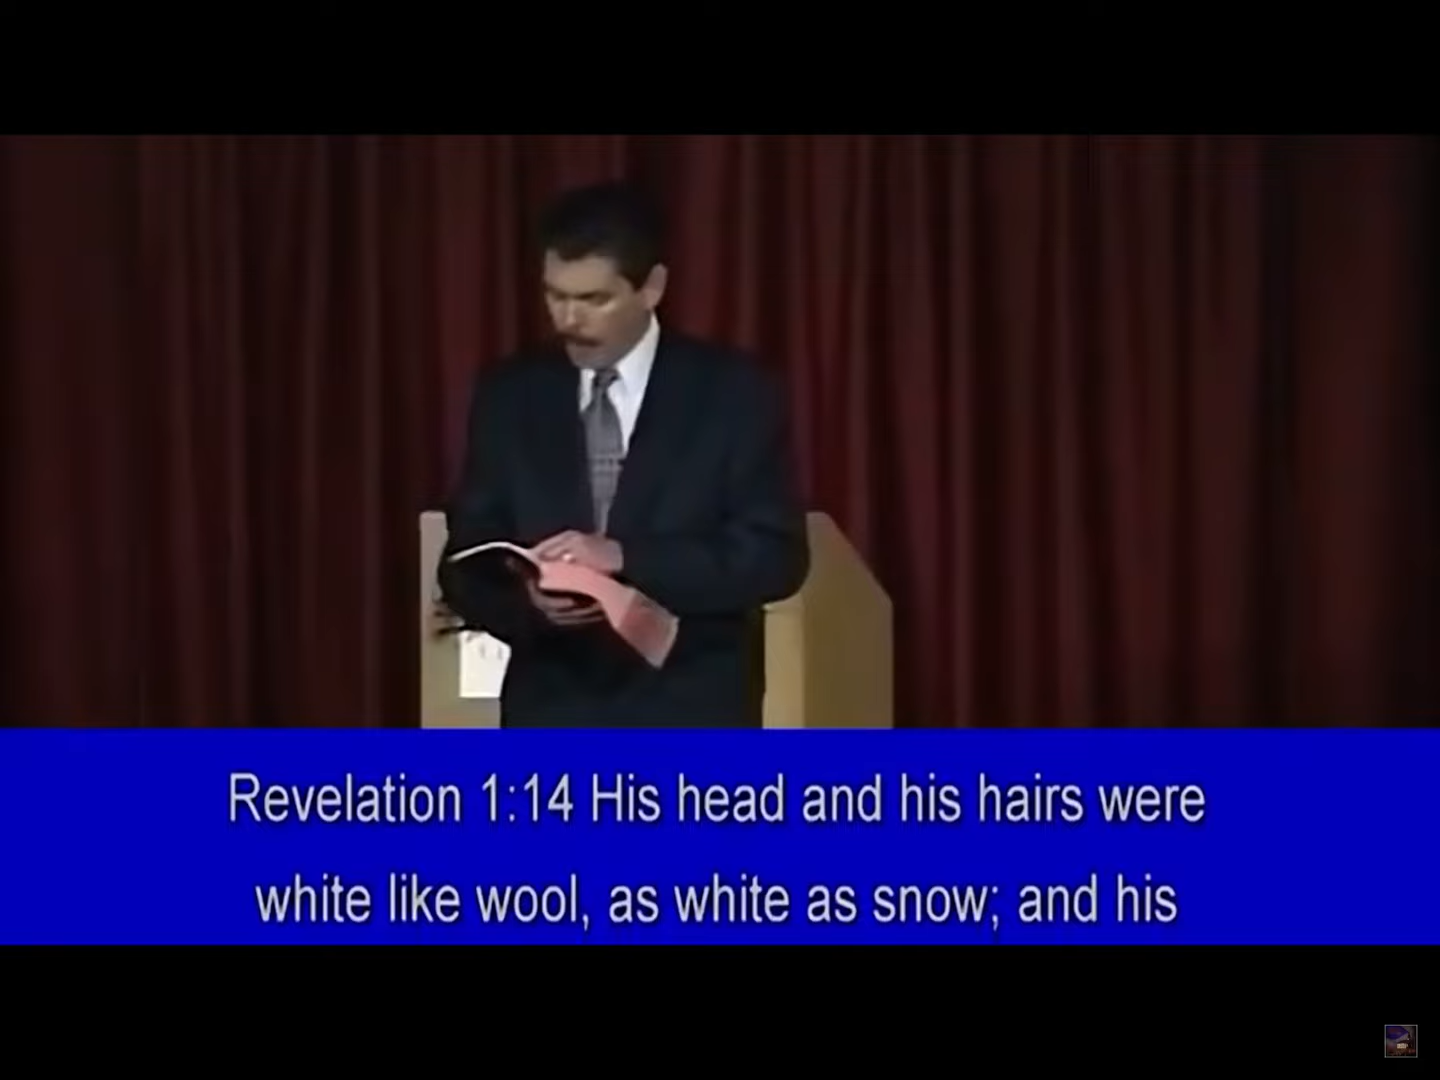 Revelation 1:14 His head and his hairs were
white like wool, as white as snow; and his